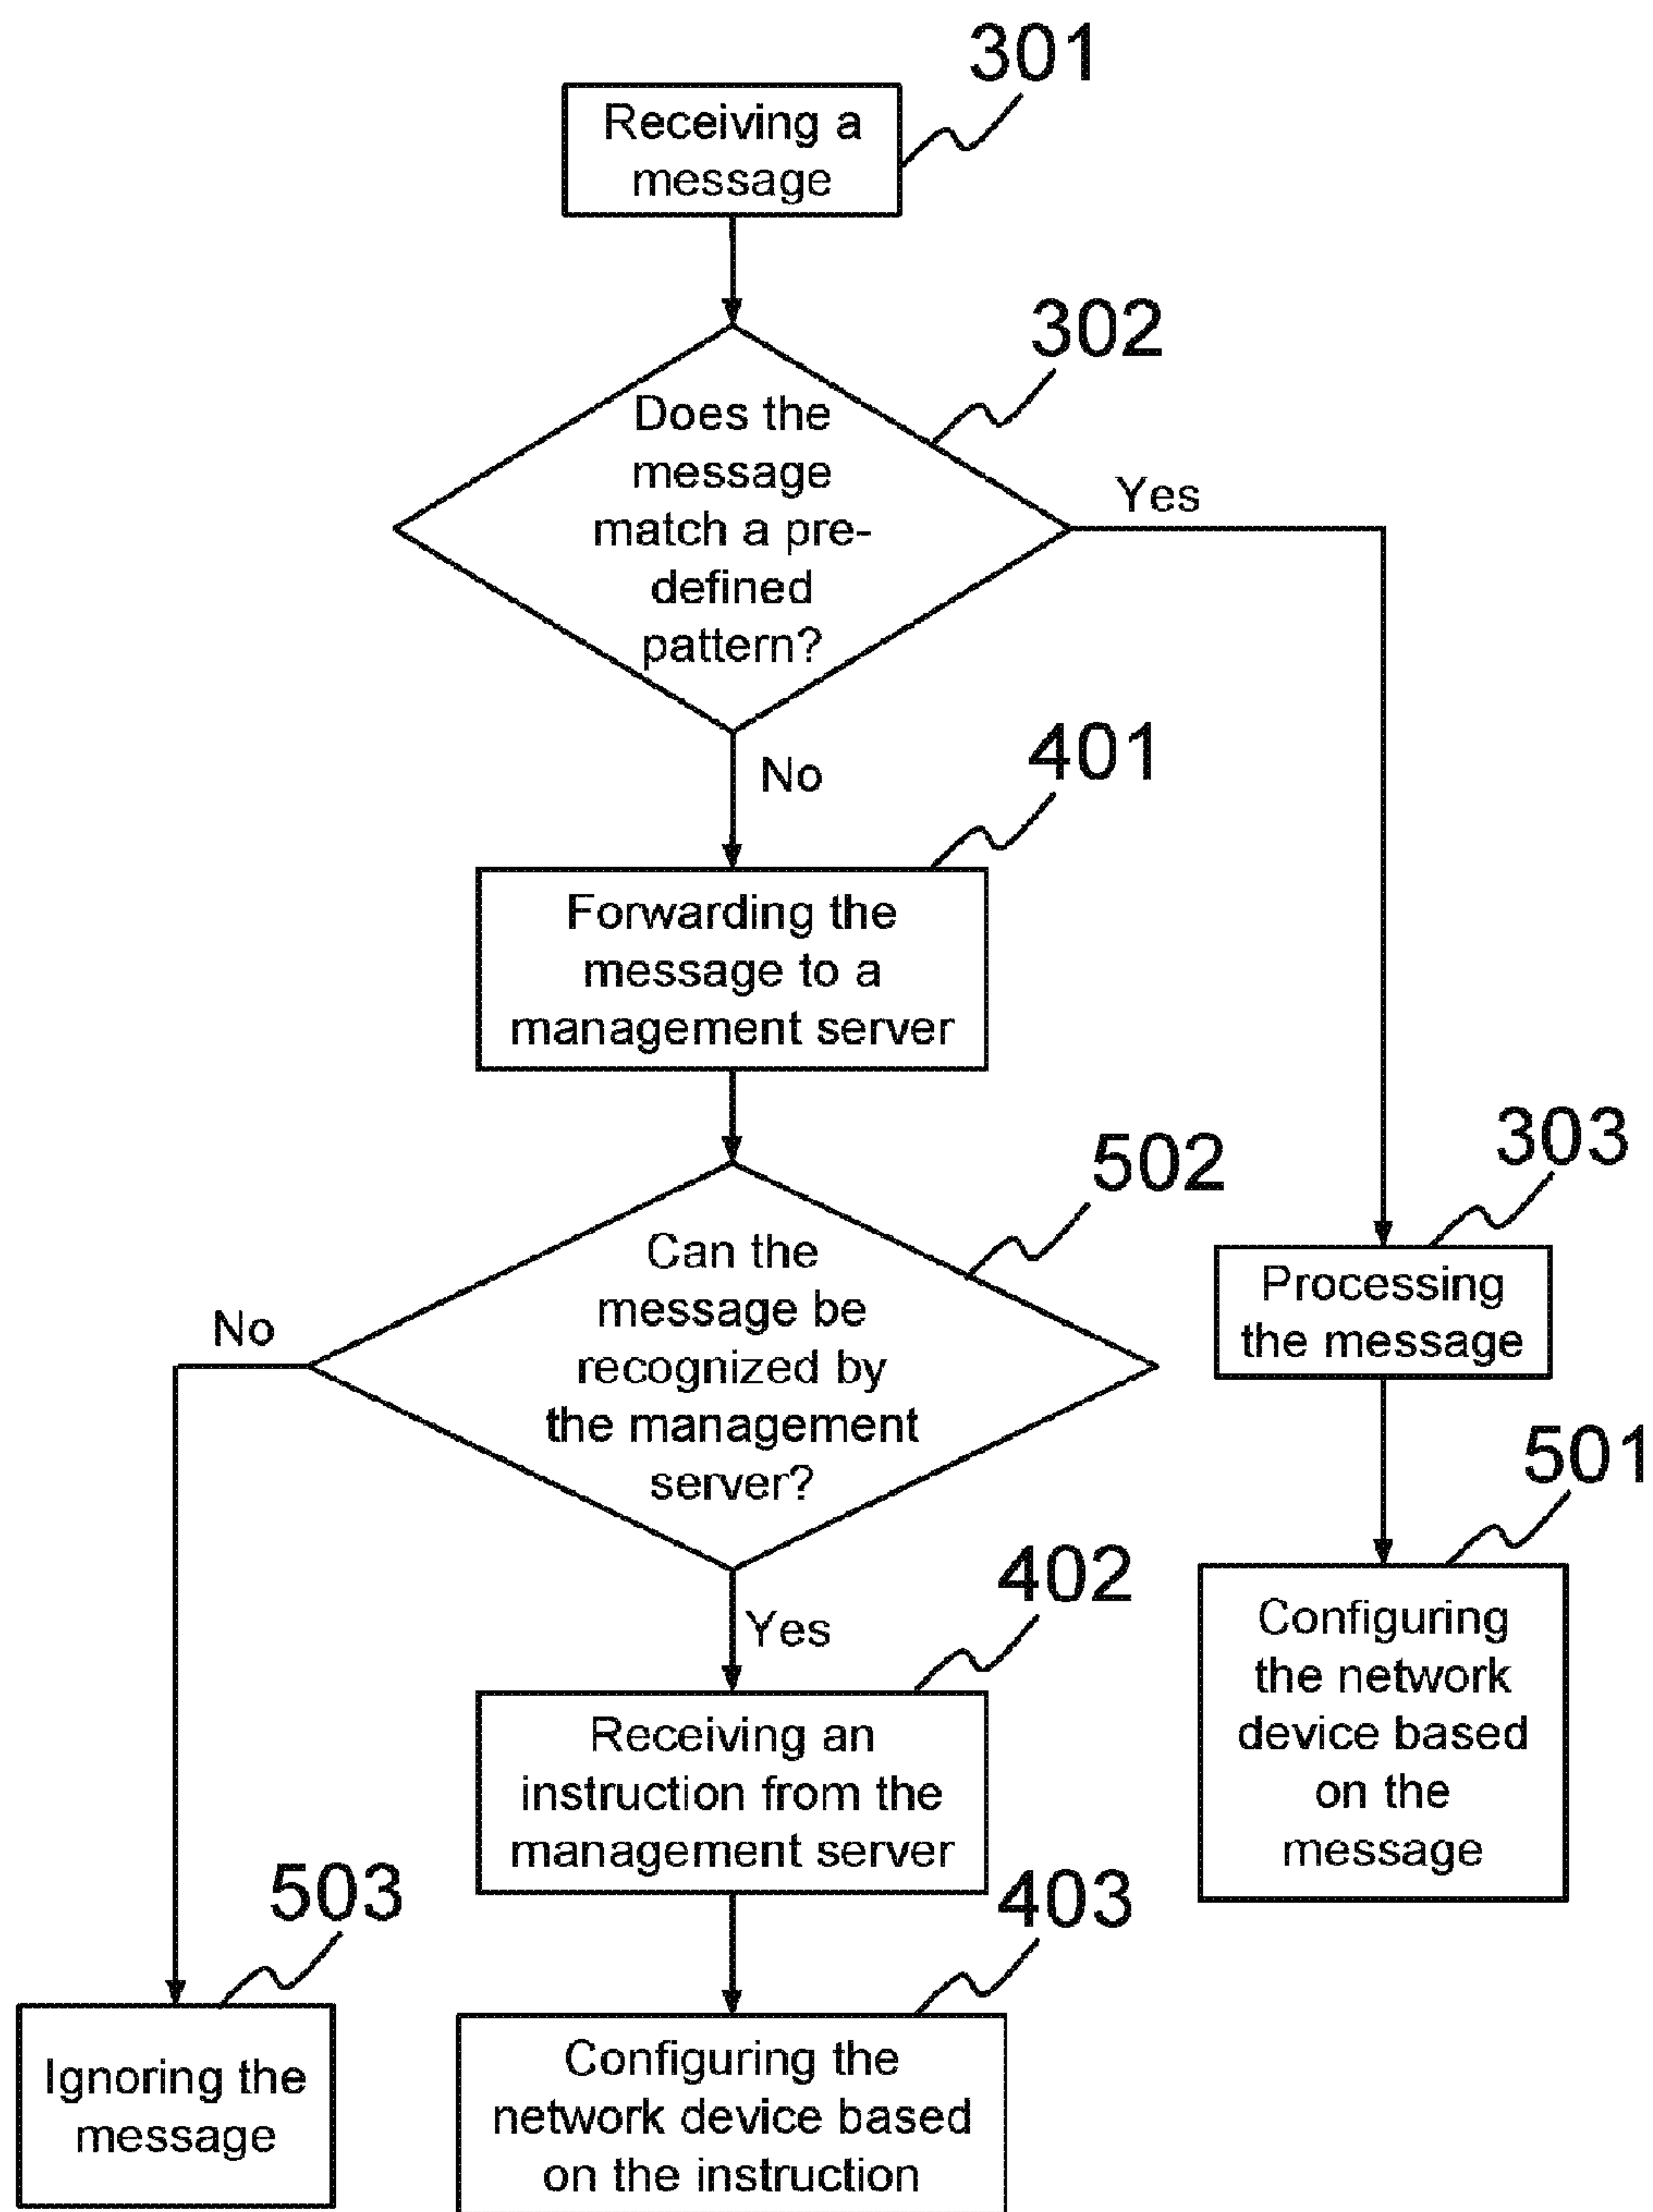 301
Receiving a
message
302
Does the
message
match a pre-
defined
pattern?
Yes
No
401
Forwarding the
message to a
management server
303
Processing
the message
502
Can the
message be
recognized by
the management
server?
No
Yes
501
Configuring
the network
device based
on the
message
402
Receiving an
instruction from the
management server
503
Ignoring the
message
403
Configuring the
network device based
on the instruction